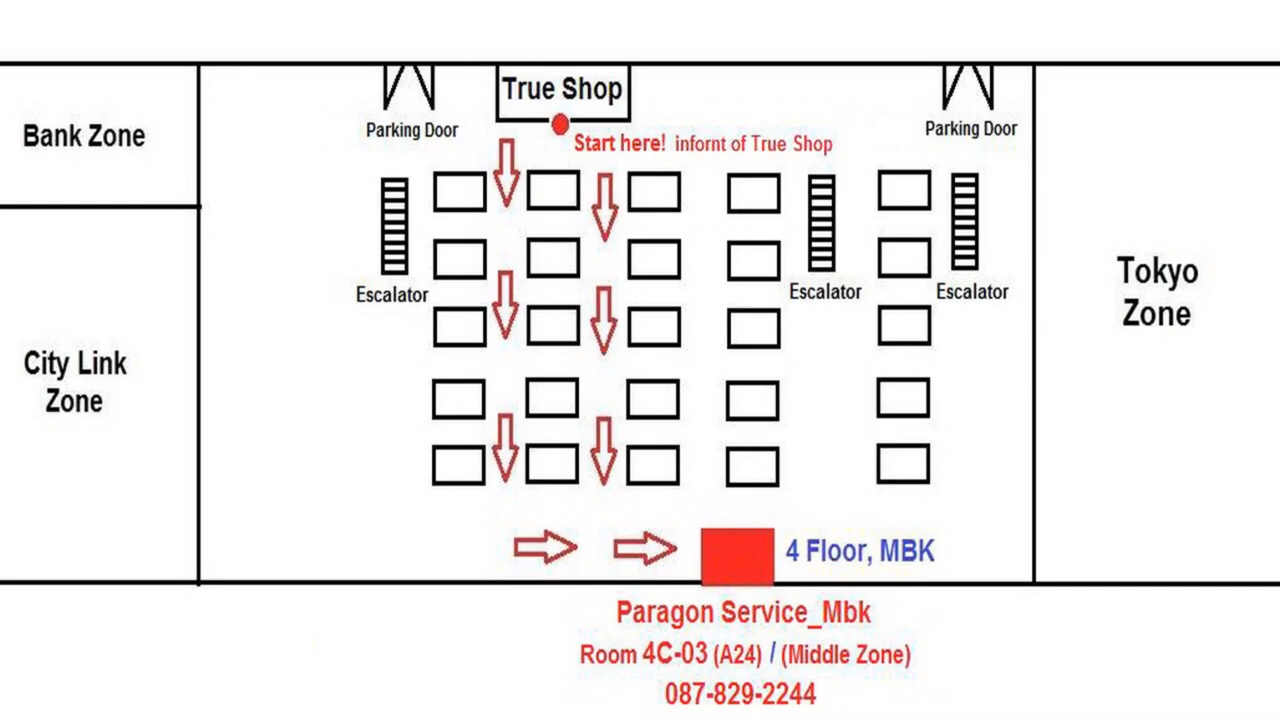 True Shop
Bank Zone
Parking Door
Parking Door
Start here! infornt of True Shop
Escalator
Escalator
Escalator
Tokyo
Zone
City Link
Zone
4 Floor, MBK
Paragon Service_Mbk
Room 4C-03 (A24) / (Middle Zone)
087-829-2244